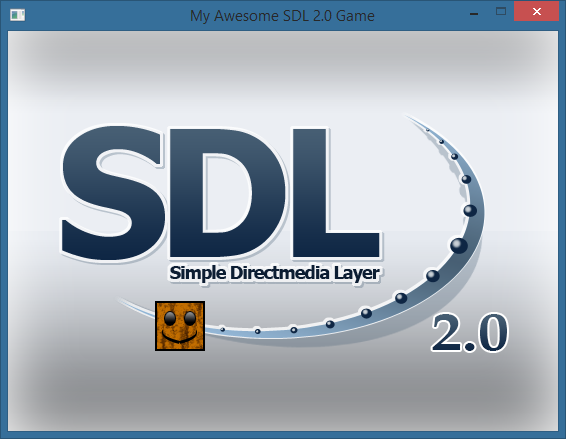 My Awesome SDL 2.0 Game
SDL
Simple Directmedia Layer
2.0